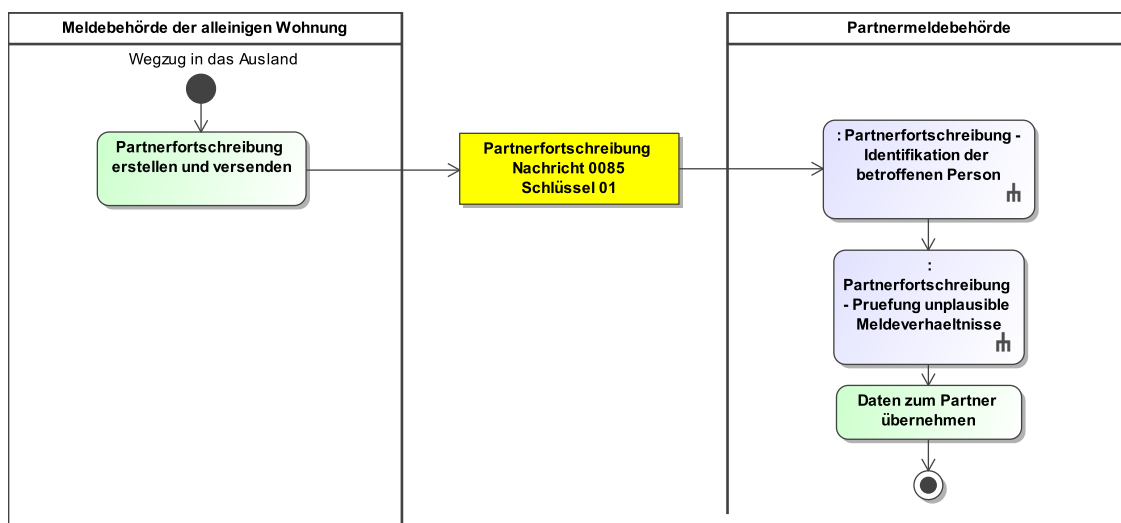 Meldebehörde der alleinigen Wohnung
Wegzug in das Ausland
Partnerfortschreibung
erstellen und versenden
Partnerfortschreibung
Nachricht 0085
Schlüssel 01
Partnermeldebehörde
: Partnerfortschreibung -
Identifikation der
betroffenen Person
:
Partnerfortschreibung
- Pruefung unplausible
Meldeverhaeltnisse
Daten zum Partner
übernehmen